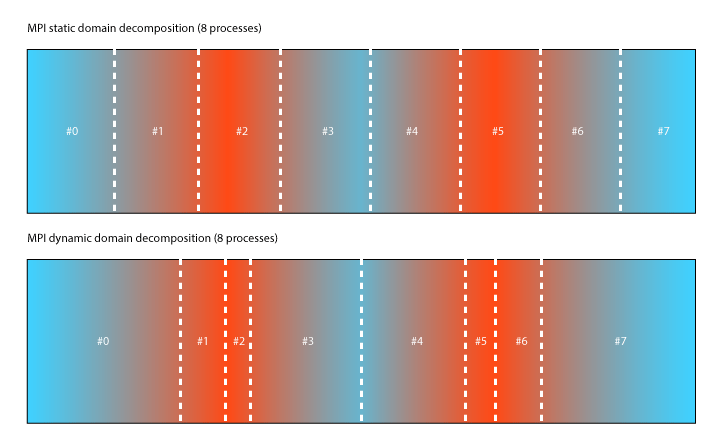 MPI static domain decomposition (8 processes)
#0 #1 #2 #3 #4 #5 #6 #7
MPI dynamic domain decomposition (8 processes)
#0 #1 #2 #3 #4 #5 #6 #7